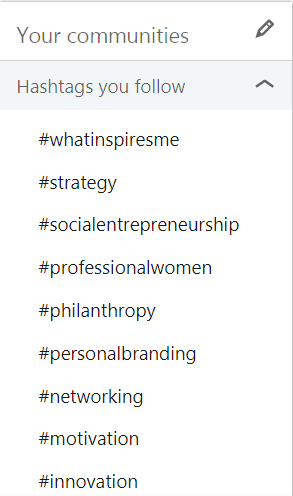 Your communities
Hashtags you follow
#whatinspiresme
#strategy
#socialentrepreneurship
#professionalwomen
#philanthropy
#personalbranding
#networking
#motivation
#innovation